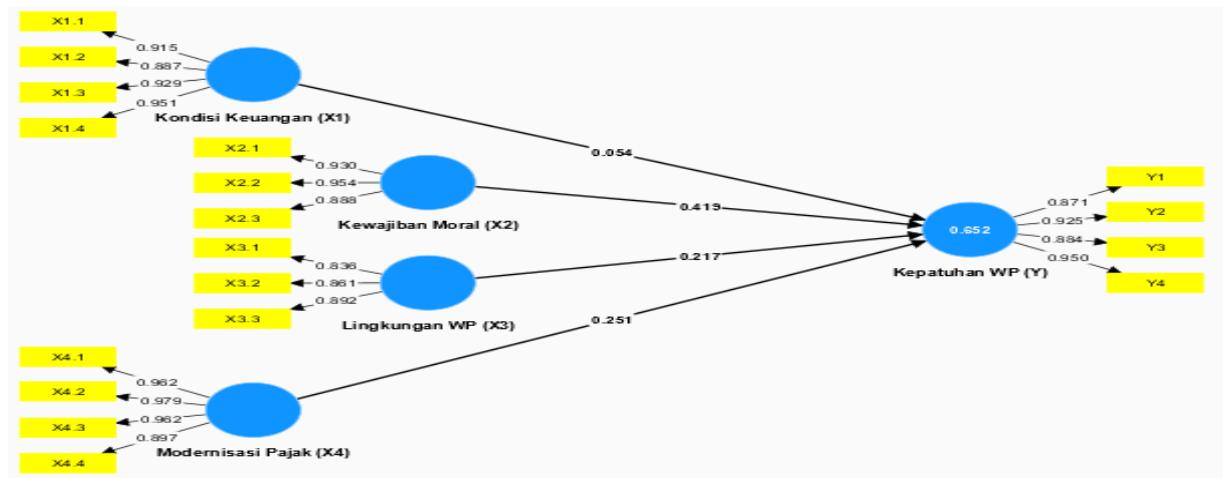 X1.1
0.915
X1.2
0.887
X1.3
0.929
X1.4
0.951
Kondisi Keuangan (X1)
0.054
X2.1
0.930
X2.2
0.954
X2.3
0.888
Kewajiban Moral (X2)
0.419
X3.1
0.836
X3.2
0.861
X3.3
0.892
Lingkungan WP (X3)
0.217
X4.1
0.962
X4.2
0.979
X4.3
0.962
X4.4
0.897
Modernisasi Pajak (X4)
0.251
0.652
Kepatuhan WP (Y)
Y1
0.871
Y2
0.925
Y3
0.884
Y4
0.950